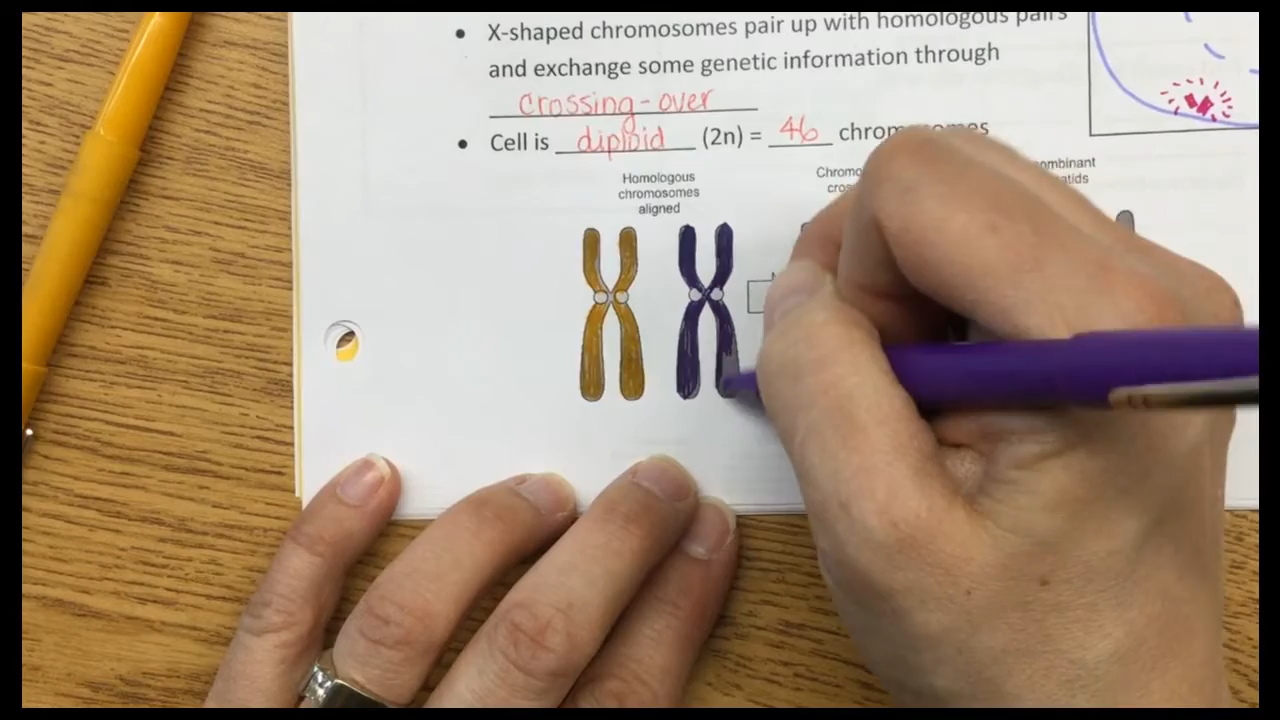 • X-shaped chromosomes pair up with homologous pairs
and exchange some genetic information through
crossing-over
• Cell is diploid (2n) = 46 chromosomes
Homologous
chromosomes
aligned